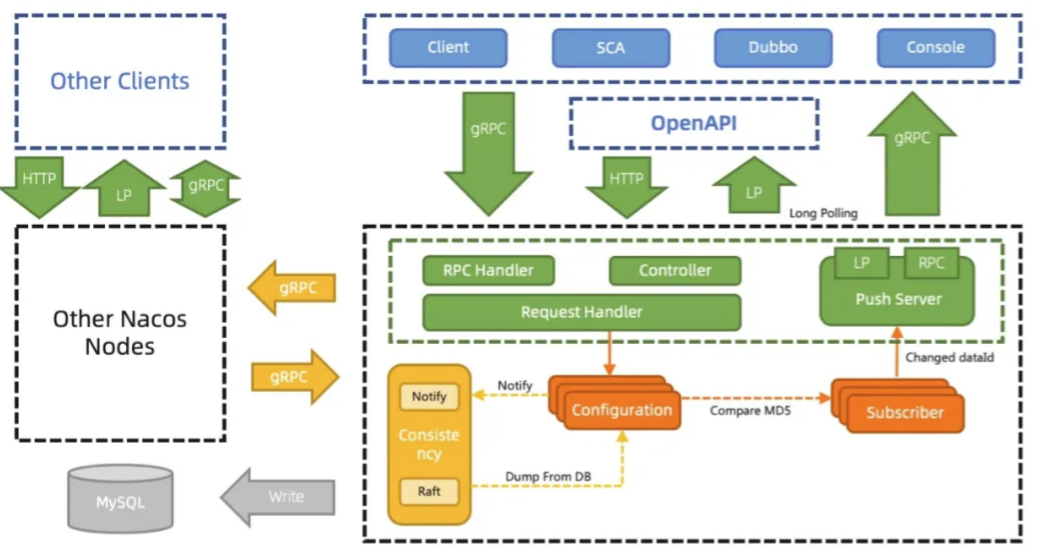 Other Clients
Client
SCA
Dubbo
Console
OpenAPI
gRPC
HTTP
LP
gRPC
HTTP
LP
gRPC
Long Polling
Other Nacos
Nodes
gRPC
gRPC
RPC Handler
Controller
Request Handler
LP
RPC
Push Server
Changed dataId
Notify
Consiste
ncy
Raft
Notify
Configuration
Compare MD5
Subscriber
Dump From DB
MySQL
Write